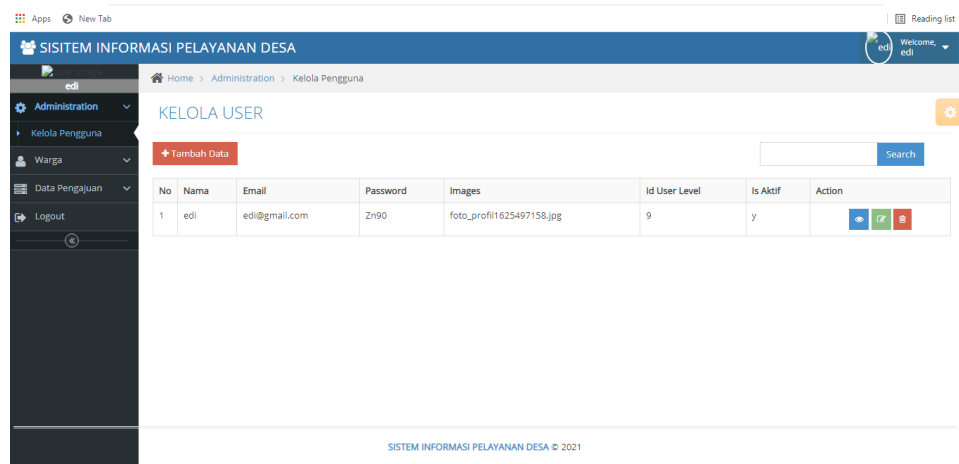 Apps New Tab Reading list
SISITEM INFORMASI PELAYANAN DESA
edi Welcome, edi
edi
Home > Administration > Kelola Pengguna
Administration
Kelola Pengguna
Warga
Data Pengajuan
Logout
KELOLA USER
+ Tambah Data Search
No Nama Email Password Images Id User Level Is Aktif Action
1 edi edi@gmail.com Zn90 foto_profil1625497158.jpg 9 y
SISTEM INFORMASI PELAYANAN DESA © 2021